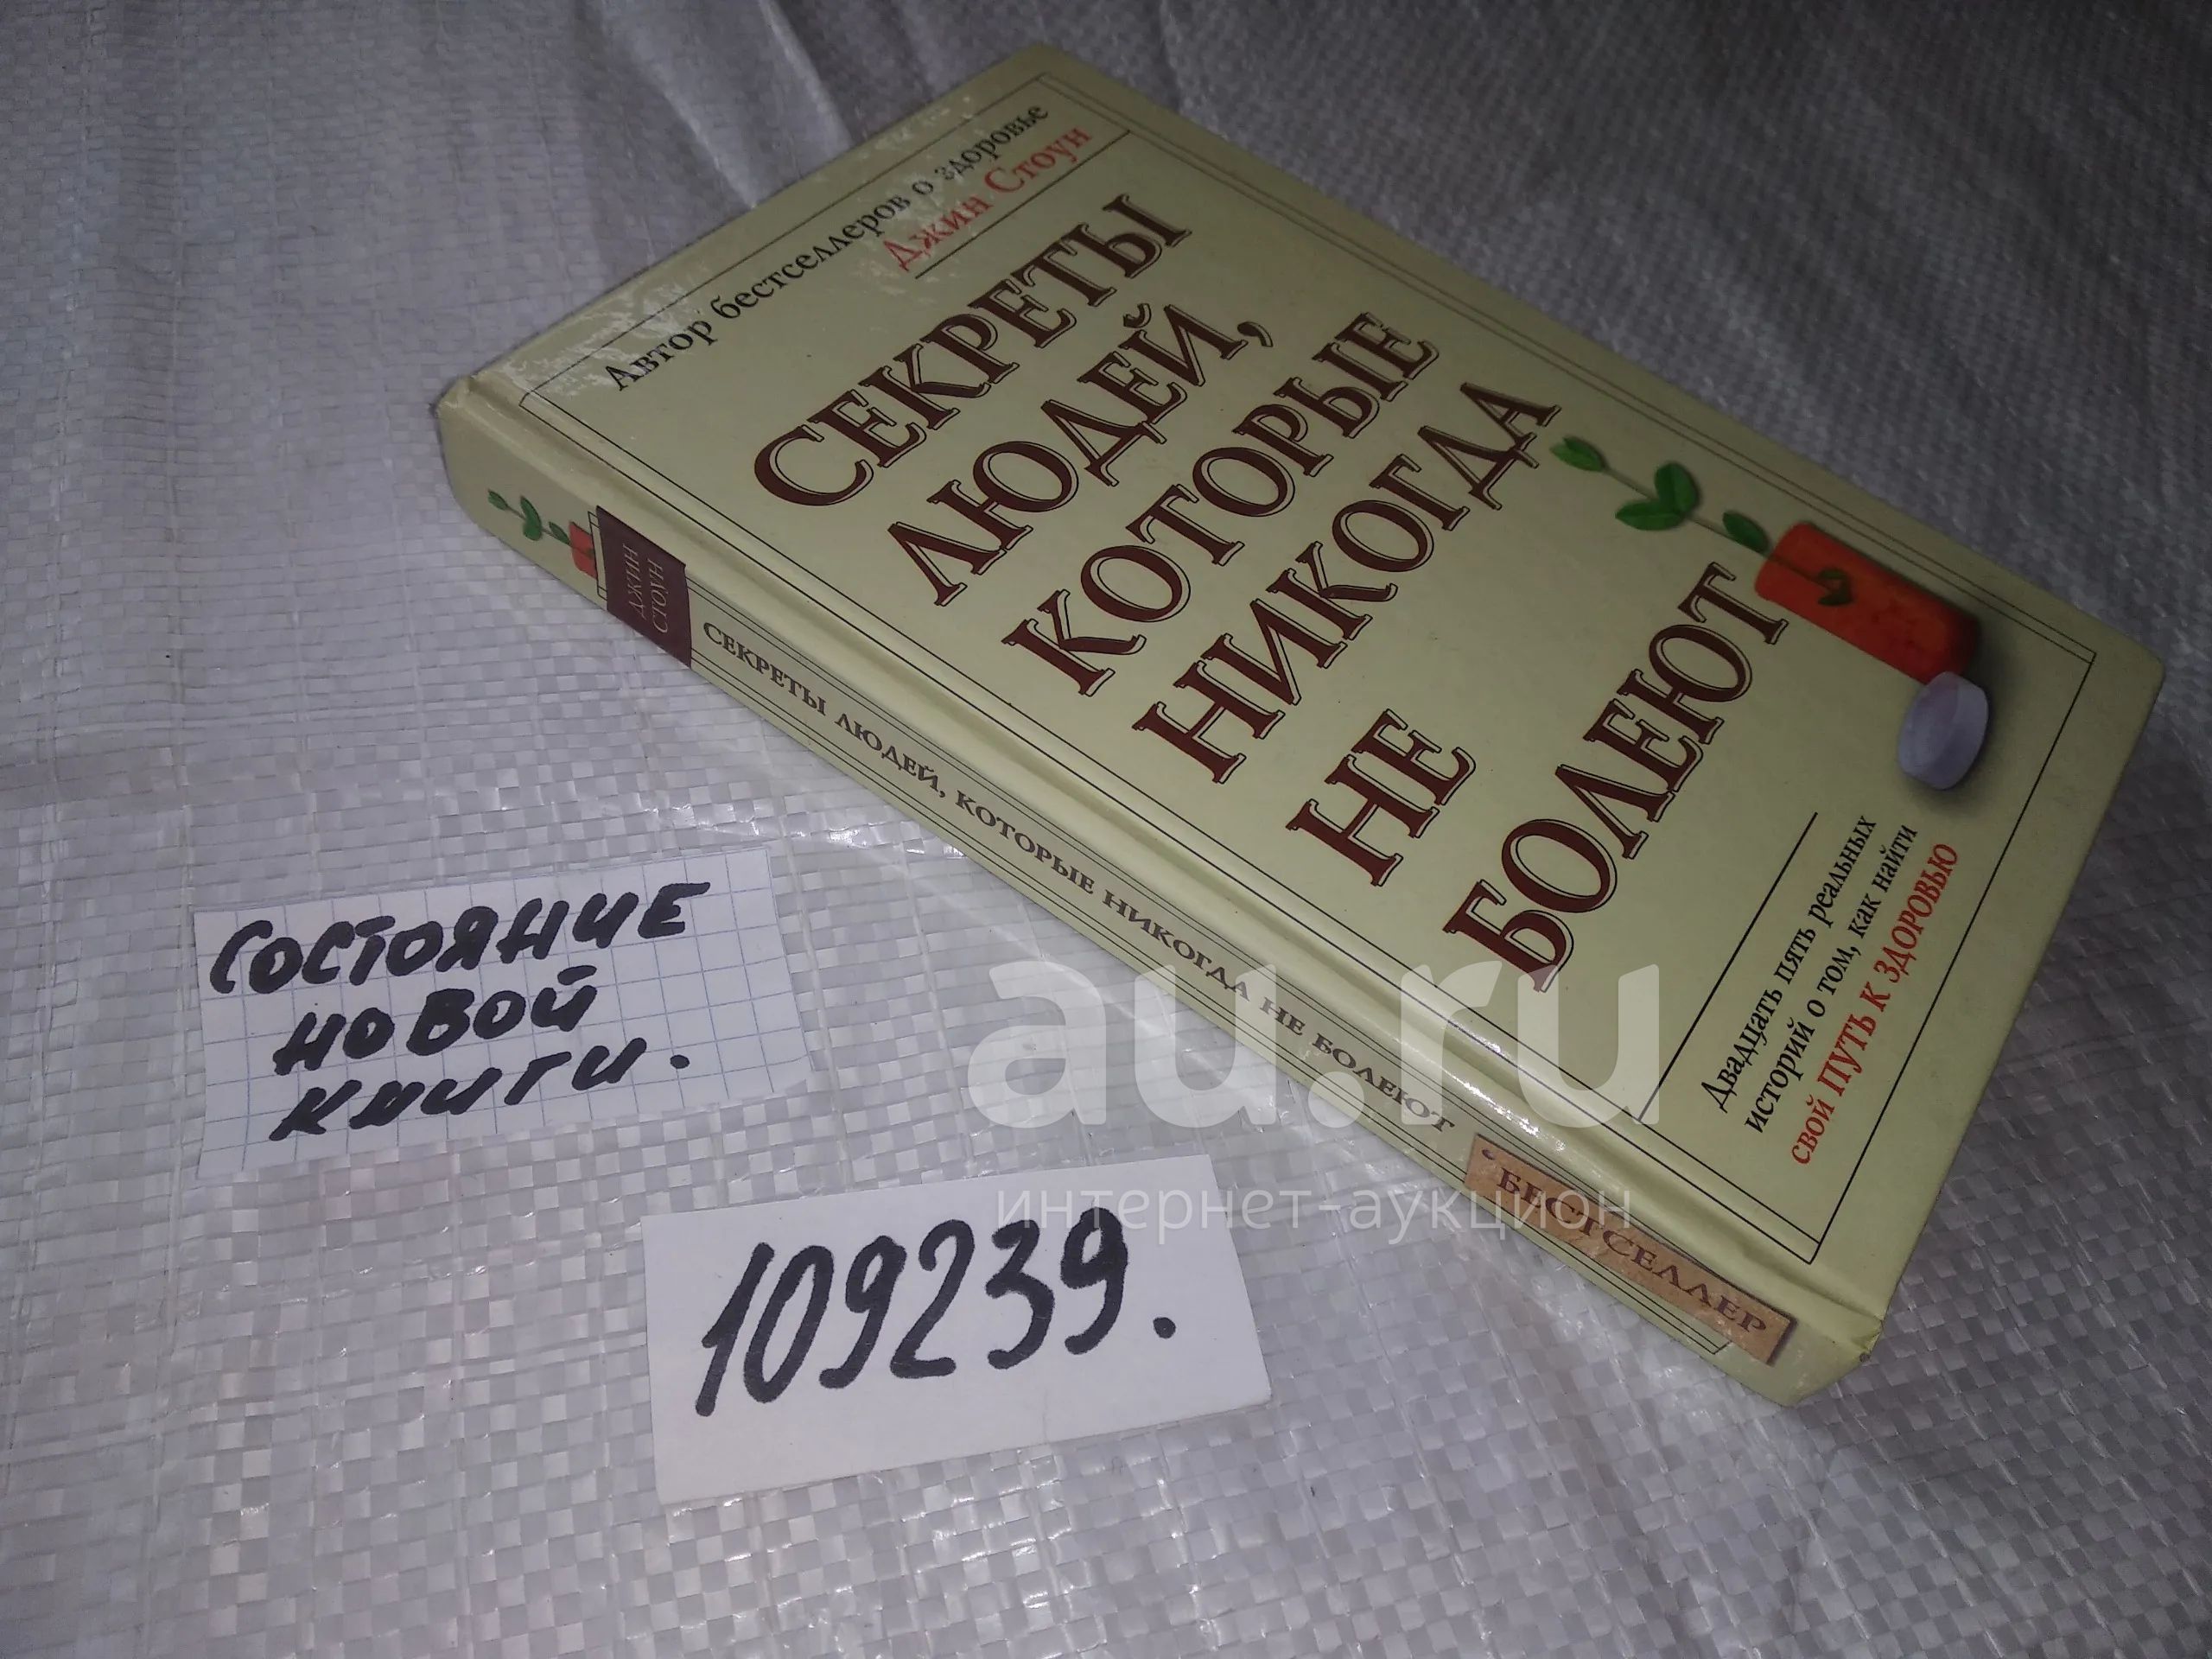 Автор бестселлеров о здоровье
Джин Стоун
СЕКРЕТЫ
ЛЮДЕЙ,
КОТОРЫЕ
НИКОГДА
НЕ
БОЛЕЮТ
Двадцать пять реальных
историй о том, как найти
свой ПУТЬ К ЗДОРОВЬЮ
ДЖИН
СТОУН
СЕКРЕТЫ ЛЮДЕЙ, КОТОРЫЕ НИКОГДА НЕ БОЛЕЮТ
БЕСТСЕЛЛЕР
СОСТОЯНИЕ
НОВОЙ
КНИГИ.
109239.
au.ru
интернет-аукцион